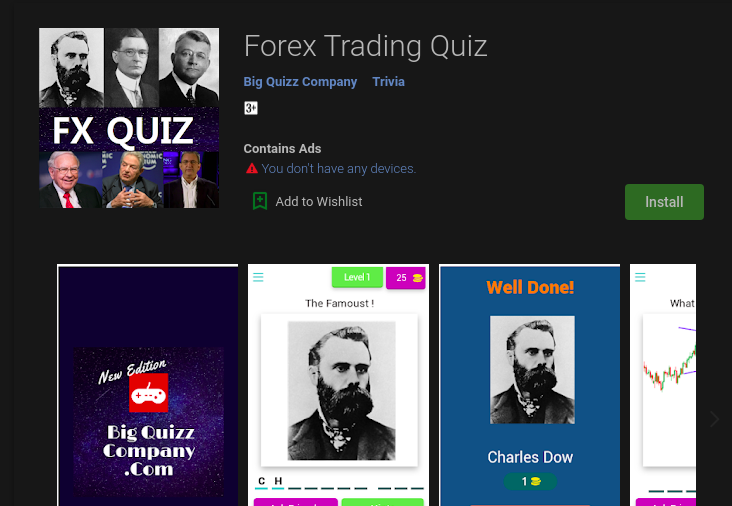 Forex Trading Quiz
Big Quizz Company Trivia
3+
FX QUIZ
Contains Ads
You don't have any devices.
Add to Wishlist
Install
New Edition
Big Quizz
Company
.Com
Level 1
25
The Famoust !
C H
Well Done!
Charles Dow
1
What